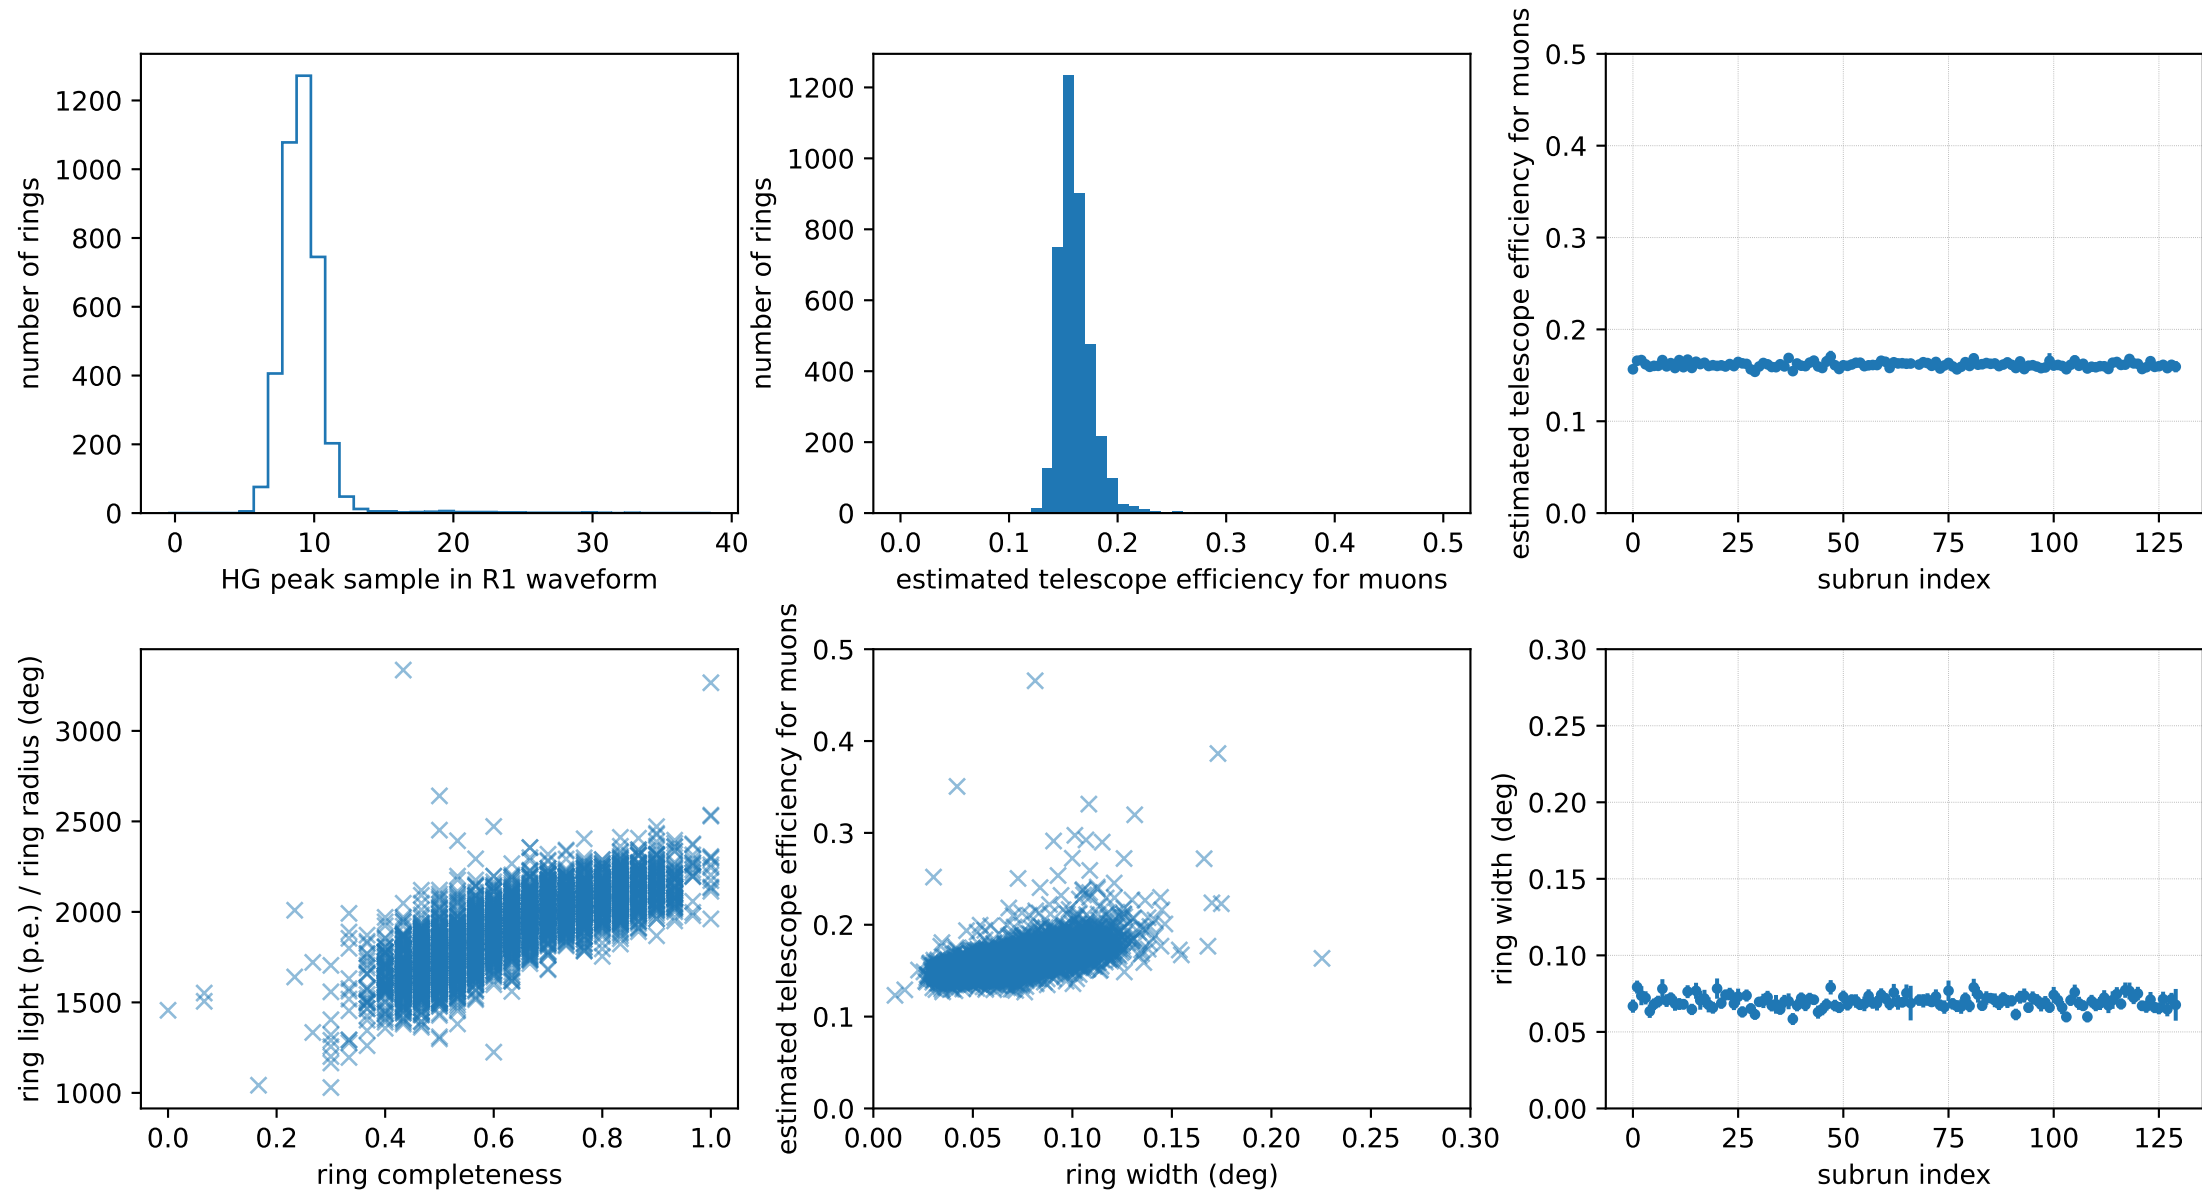 number of rings
1200
1000
800
600
400
200
0
0 10 20 30 40
HG peak sample in R1 waveform
number of rings
1200
1000
800
600
400
200
0
0.0 0.1 0.2 0.3 0.4 0.5
estimated telescope efficiency for muons
estimated telescope efficiency for muons
0.5
0.4
0.3
0.2
0.1
0.0
0 25 50 75 100 125
subrun index
ring light (p.e.) / ring radius (deg)
3000
2500
2000
1500
1000
0.0 0.2 0.4 0.6 0.8 1.0
ring completeness
estimated telescope efficiency for muons
0.5
0.4
0.3
0.2
0.1
0.0
0.00 0.05 0.10 0.15 0.20 0.25 0.30
ring width (deg)
ring width (deg)
0.30
0.25
0.20
0.15
0.10
0.05
0.00
0 25 50 75 100 125
subrun index